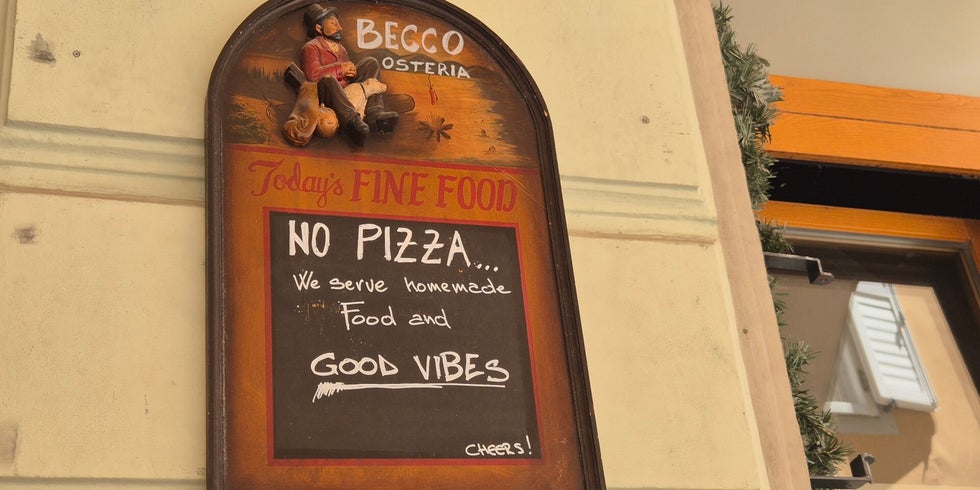 BECCO
OSTERIA
Today's FINE FOOD
NO PIZZA...
We serve homemade
Food and
GOOD VIBES
CHEERS!